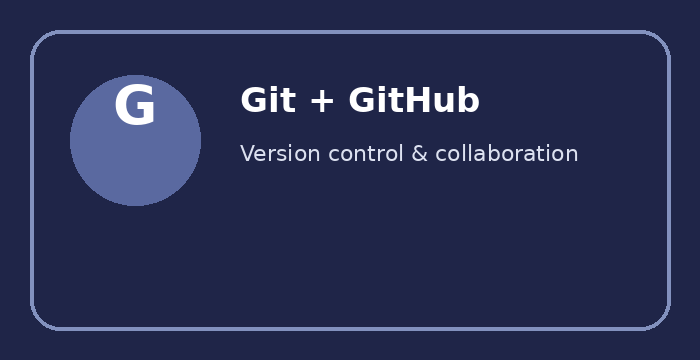 G
Git + GitHub
Version control & collaboration